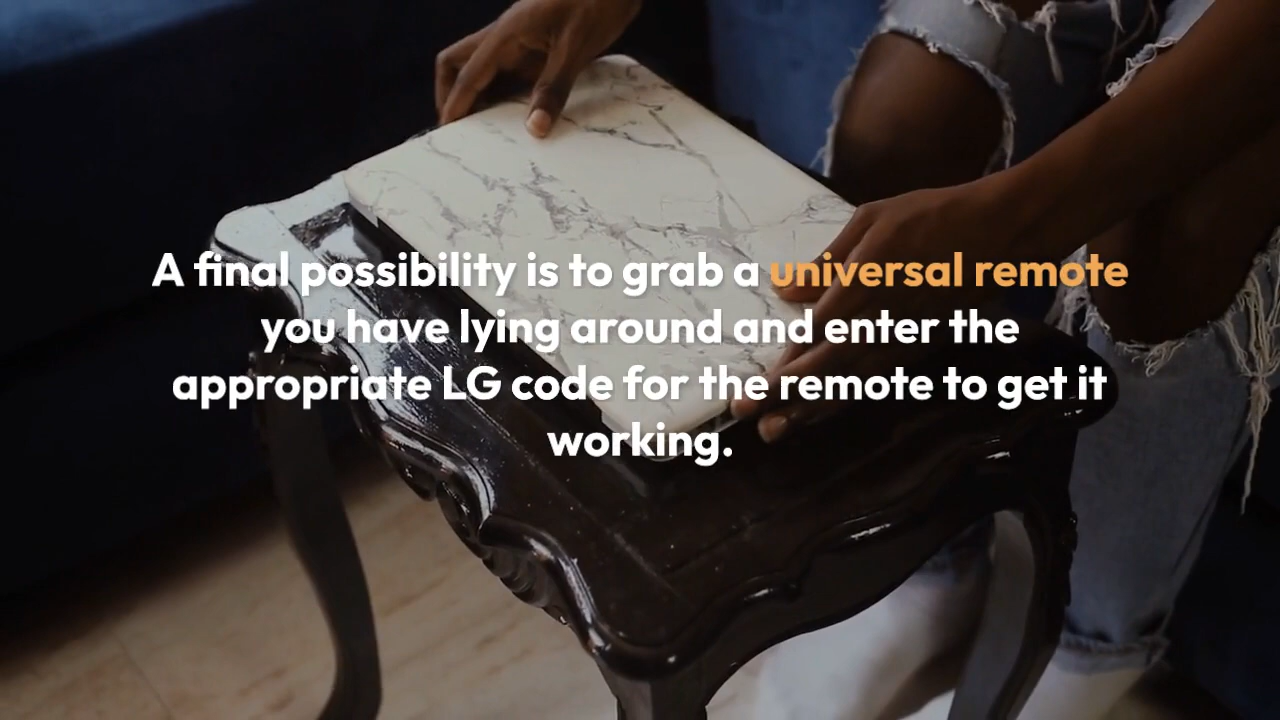 A final possibility is to grab a universal remote
you have lying around and enter the
appropriate LG code for the remote to get it
working.